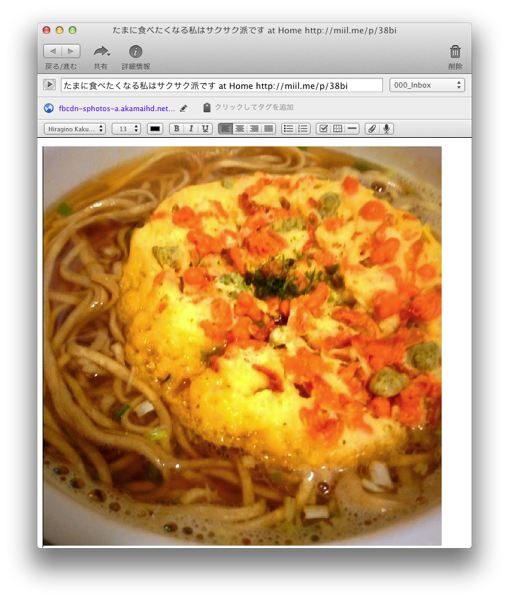 たまに食べたくなる私はサクサク派です at Home http://miil.me/p/38bi
戻る/進む
共有
詳細情報
削除
たまに食べたくなる私はサクサク派です at Home http://miil.me/p/38bi
000_Inbox
fbcdn-sphotos-a.akamaihd.net...
クリックしてタグを追加
Hiragino Kaku...
13
B I U